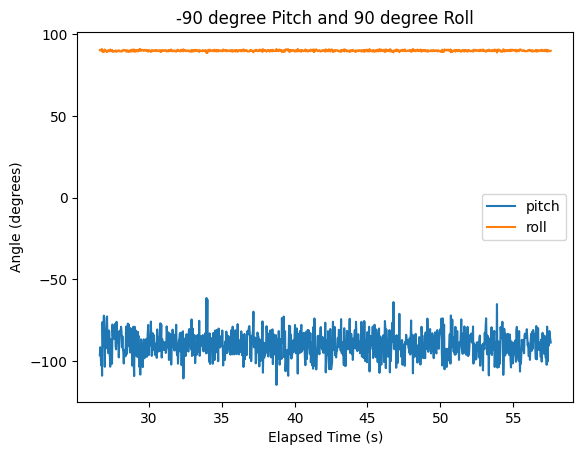 -90 degree Pitch and 90 degree Roll
100
50
0
−50
−100
Angle (degrees)
pitch
roll
30
35
40
45
50
55
Elapsed Time (s)